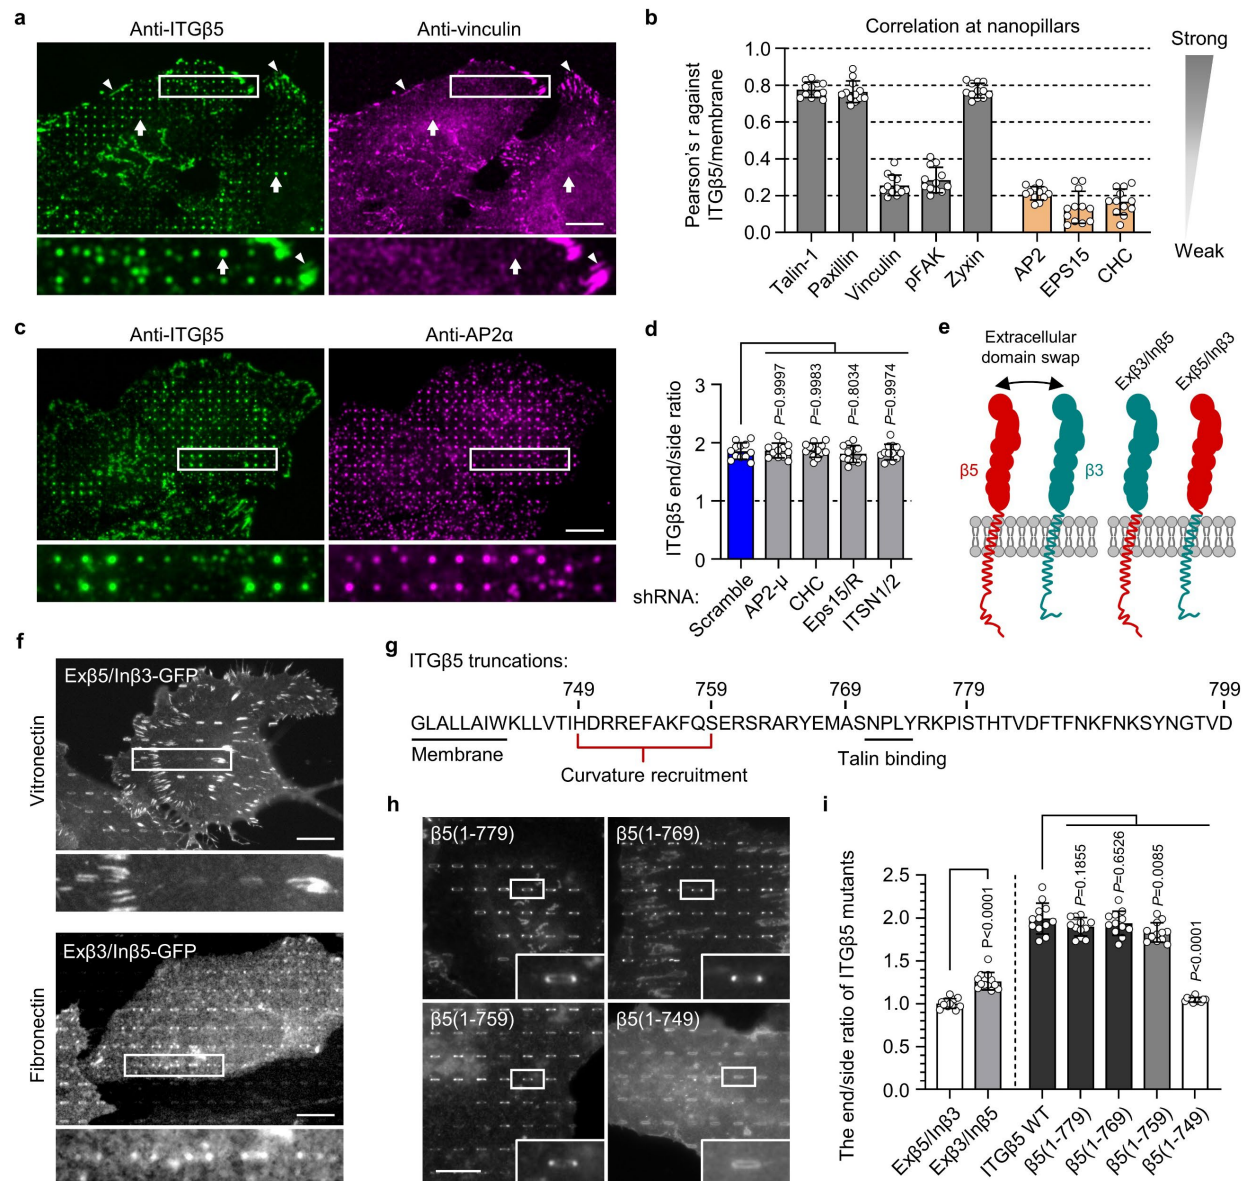 a
Anti-ITGβ5
Anti-vinculin
b
Correlation at nanopillars
Pearson's r against
ITGβ5/membrane
1.0
0.8
0.6
0.4
0.2
0.0
Talin-1
Paxillin
Vinculin
pFAK
Zyxin
AP2
EPS15
CHC
Strong
Weak
c
Anti-ITGβ5
Anti-AP2α
d
ITGβ5 end/side ratio
3
2
1
0
P=0.9997
P=0.9983
P=0.8034
P=0.9974
shRNA:
Scramble
AP2-μ
CHC
Eps15/R
ITSN1/2
e
Extracellular
domain swap
Exβ3/Inβ5
Exβ5/Inβ3
β5
β3
f
Vitronectin
Exβ5/Inβ3-GFP
Fibronectin
Exβ3/Inβ5-GFP
g
ITGβ5 truncations:
749
759
769
779
799
GLALLAIWKLLVTIHDRREFAKFQSERSRARYEMASNPLYRKPISTHTVDFTFNKFNKSYNGTVD
Membrane
Curvature recruitment
Talin binding
h
β5(1-779)
β5(1-769)
β5(1-759)
β5(1-749)
i
The end/side ratio of ITGβ5 mutants
2.5
2.0
1.5
1.0
0.5
0.0
P<0.0001
P=0.1855
P=0.6526
P=0.0085
P<0.0001
Exβ5/Inβ3
Exβ3/Inβ5
ITGβ5 WT
β5(1-779)
β5(1-769)
β5(1-759)
β5(1-749)